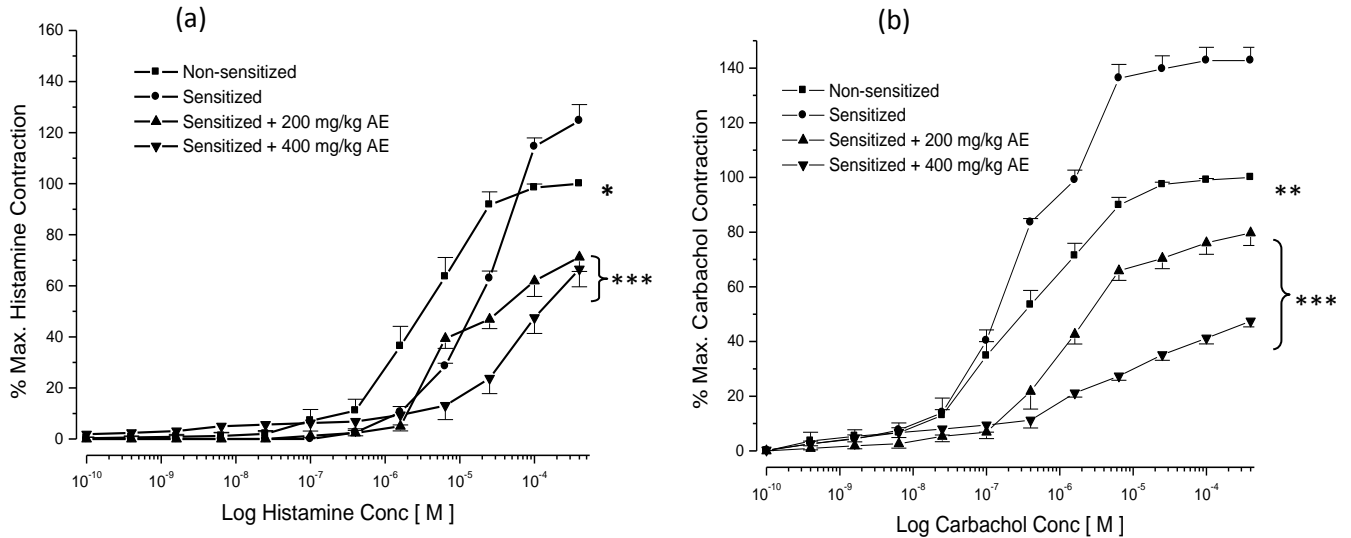 (a)
% Max. Histamine Contraction
160
140
120
100
80
60
40
20
0
Non-sensitized
Sensitized
Sensitized + 200 mg/kg AE
Sensitized + 400 mg/kg AE
*
***
10^-10
10^-9
10^-8
10^-7
10^-6
10^-5
10^-4
Log Histamine Conc [ M ]
(b)
% Max. Carbachol Contraction
140
120
100
80
60
40
20
0
Non-sensitized
Sensitized
Sensitized + 200 mg/kg AE
Sensitized + 400 mg/kg AE
**
***
10^-10
10^-9
10^-8
10^-7
10^-6
10^-5
10^-4
Log Carbachol Conc [ M ]